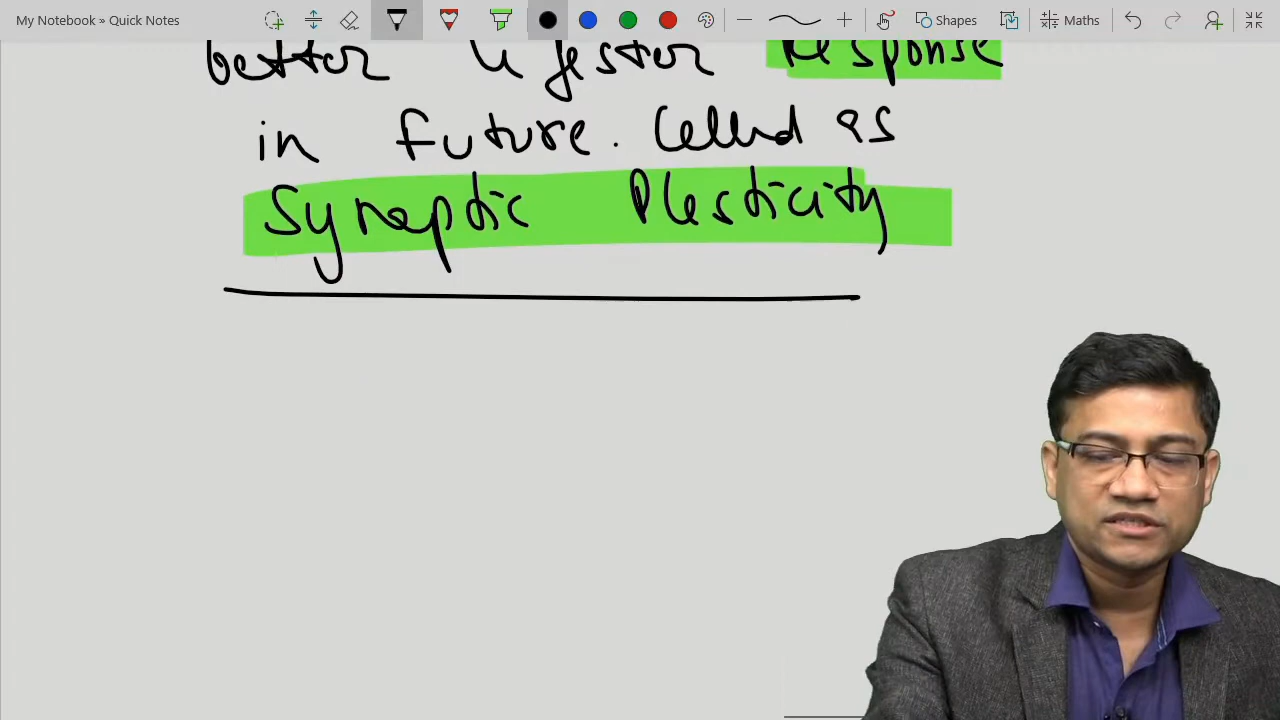 My Notebook » Quick Notes Shapes Maths
better & faster Response
in future. Called as
Synaptic Plasticity